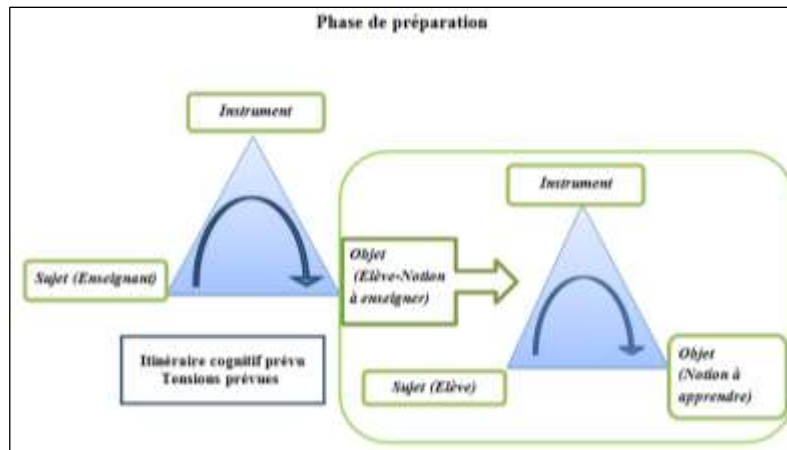 Phase de préparation
Instrument
Instrument
Sujet (Enseignant)
Objet
(Elève-Notion
à enseigner)
Itinéraire cognitif prévu
Tensions prévues
Sujet (Elève)
Objet
(Notion à
apprendre)